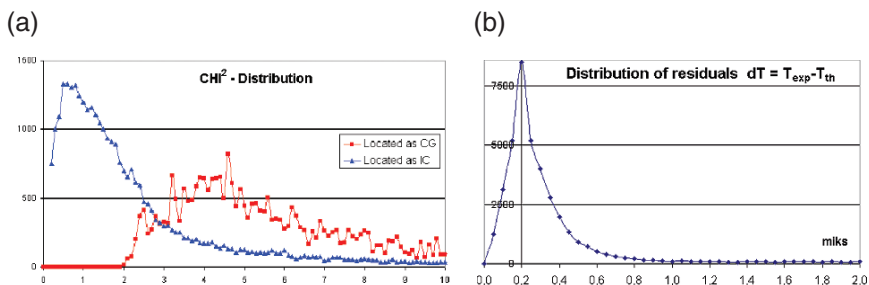 (a)
(b)
CHI² - Distribution
1500
1000
500
0
Located as CG
Located as IC
0 1 2 3 4 5 6 7 8 9 10
Distribution of residuals dT = Texp-Tth
7500
5000
2500
0
miks
0.0 0.2 0.4 0.6 0.8 1.0 1.2 1.4 1.6 1.8 2.0